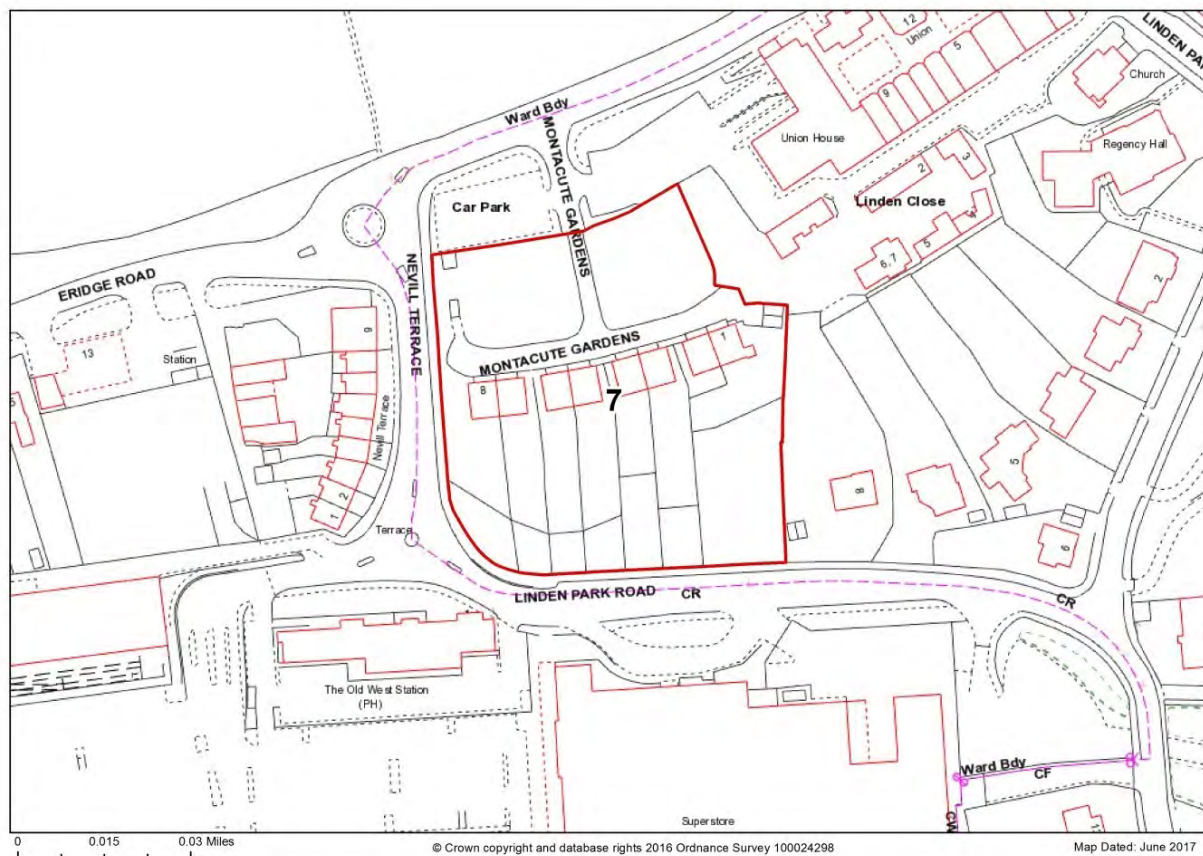 LINDEN PA
12
Union
5
Church
Ward Bdy
MONTACUTE GARDENS
9
Union House
Regency Hall
3
2
Car Park
Linden Close
4
5
6, 7
2
ERIDGE ROAD
NEVILL TERRACE
13
Station
9
MONTACUTE GARDENS
1
8
7
Nevill Terrace
5
8
2
1
Terrace
6
LINDEN PARK ROAD
CR
CR
The Old West Station
(PH)
Ward Bdy
CF
CW
Superstore
0 0.015 0.03 Miles
© Crown copyright and database rights 2016 Ordnance Survey 100024298
Map Dated: June 2017